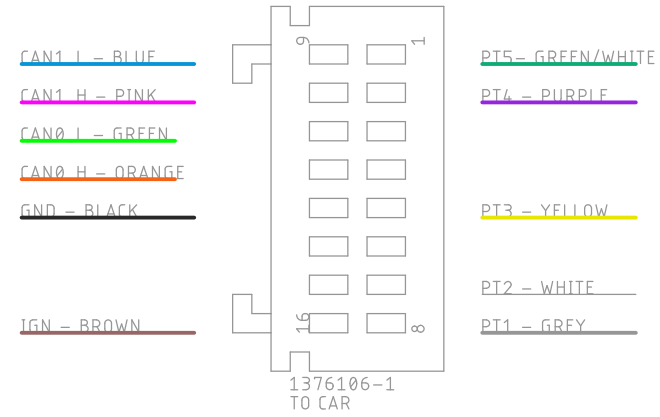 9 1
CAN1 L – BLUE
PT5– GREEN/WHITE
CAN1 H – PINK
PT4– PURPLE
CAN0 L – GREEN
CAN0 H – ORANGE
GND – BLACK
PT3 – YELLOW
PT2 – WHITE
IGN – BROWN
16 8
PT1 – GREY
1376106–1
TO CAR